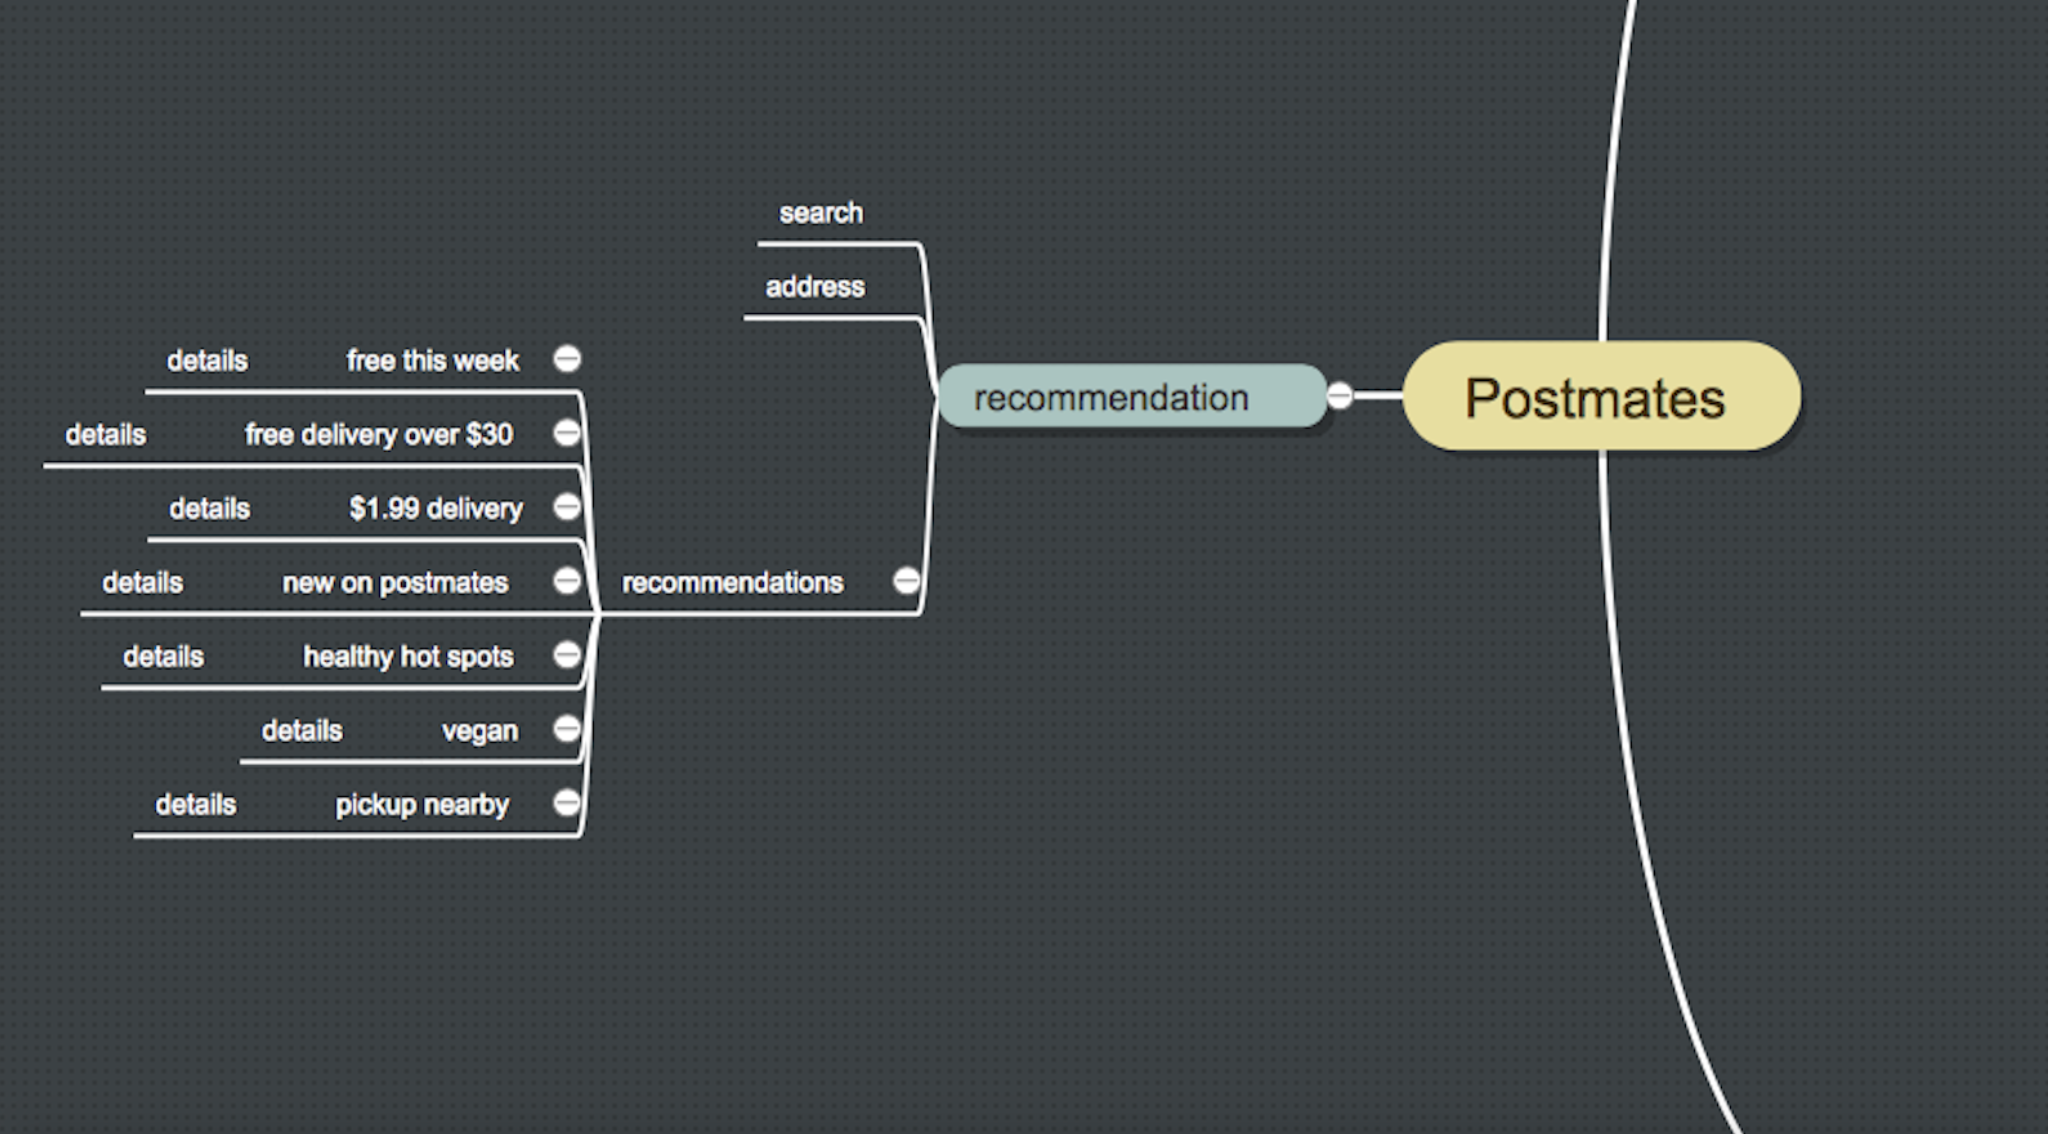 search
address
details free this week
recommendation
Postmates
details free delivery over $30
details $1.99 delivery
details new on postmates
recommendations
details healthy hot spots
details vegan
details pickup nearby